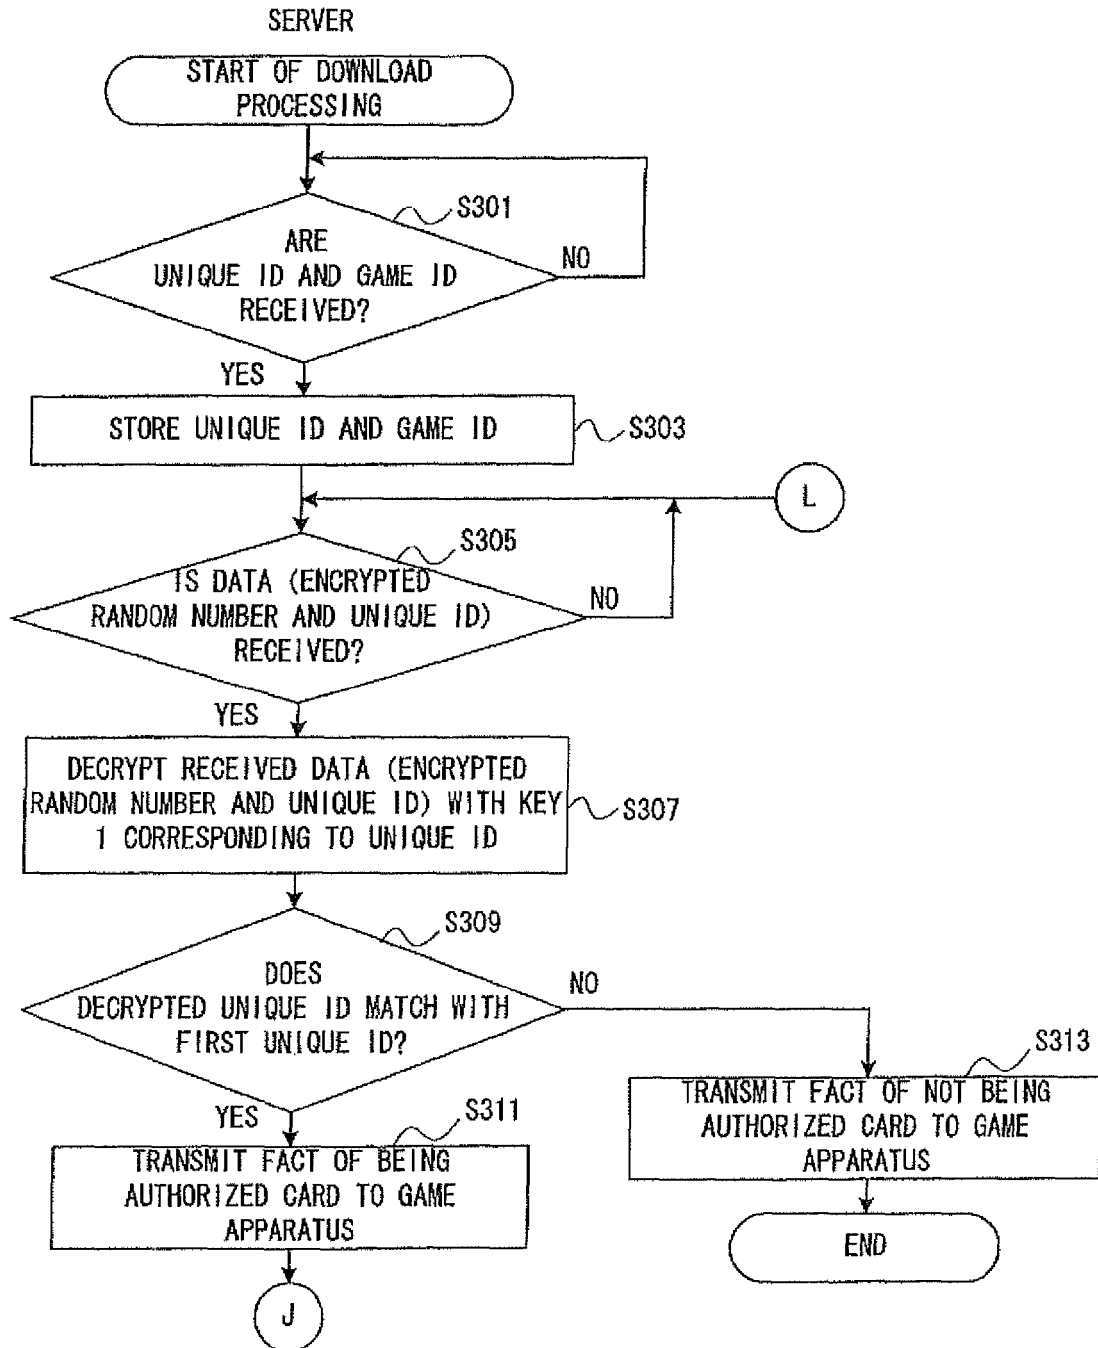 SERVER
START OF DOWNLOAD
PROCESSING
S301
ARE
UNIQUE ID AND GAME ID
RECEIVED?
NO
YES
STORE UNIQUE ID AND GAME ID
S303
L
S305
IS DATA (ENCRYPTED
RANDOM NUMBER AND UNIQUE ID)
RECEIVED?
NO
YES
DECRYPT RECEIVED DATA (ENCRYPTED
RANDOM NUMBER AND UNIQUE ID) WITH KEY
1 CORRESPONDING TO UNIQUE ID
S307
S309
DOES
DECRYPTED UNIQUE ID MATCH WITH
FIRST UNIQUE ID?
NO
YES
S311
TRANSMIT FACT OF BEING
AUTHORIZED CARD TO GAME
APPARATUS
S313
TRANSMIT FACT OF NOT BEING
AUTHORIZED CARD TO GAME
APPARATUS
END
J